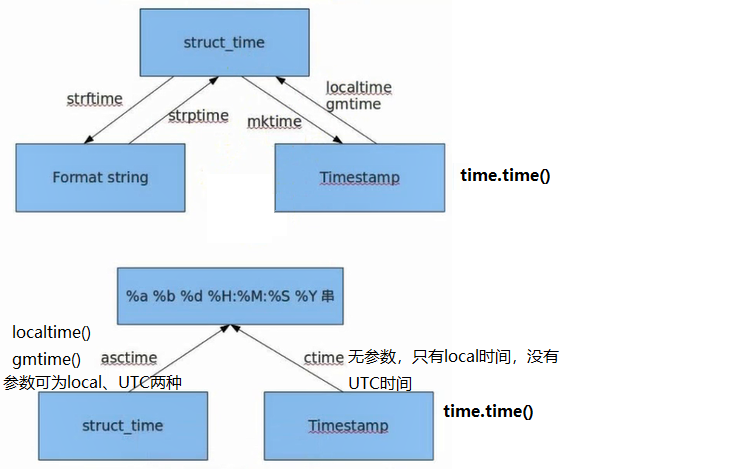 struct_time
strftime
strptime
localtime
gmtime
mktime
Format string
Timestamp
time.time()
%a %b %d %H:%M:%S %Y 串
localtime()
gmtime()
参数可为local、UTC两种
asctime
ctime
无参数，只有local时间，没有
UTC时间
struct_time
Timestamp
time.time()